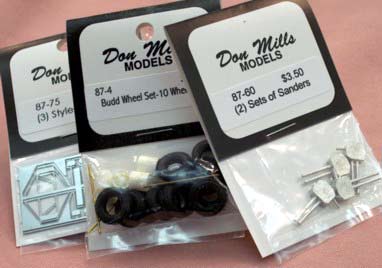 Don Mills
MODELS
87-75
(3) Style
Don Mills
MODELS
87-4
Budd Wheel Set-10 Whee
Don Mills
MODELS
87-60 $3.50
(2) Sets of Sanders